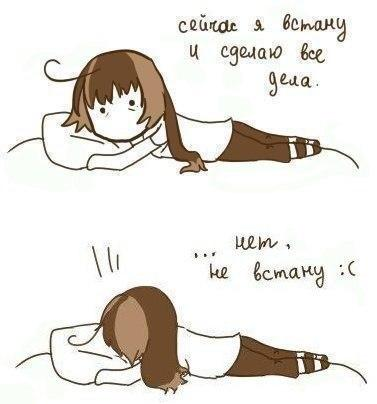 сейчас я встану
и сделаю все
дела.
... нет,
не встану :(